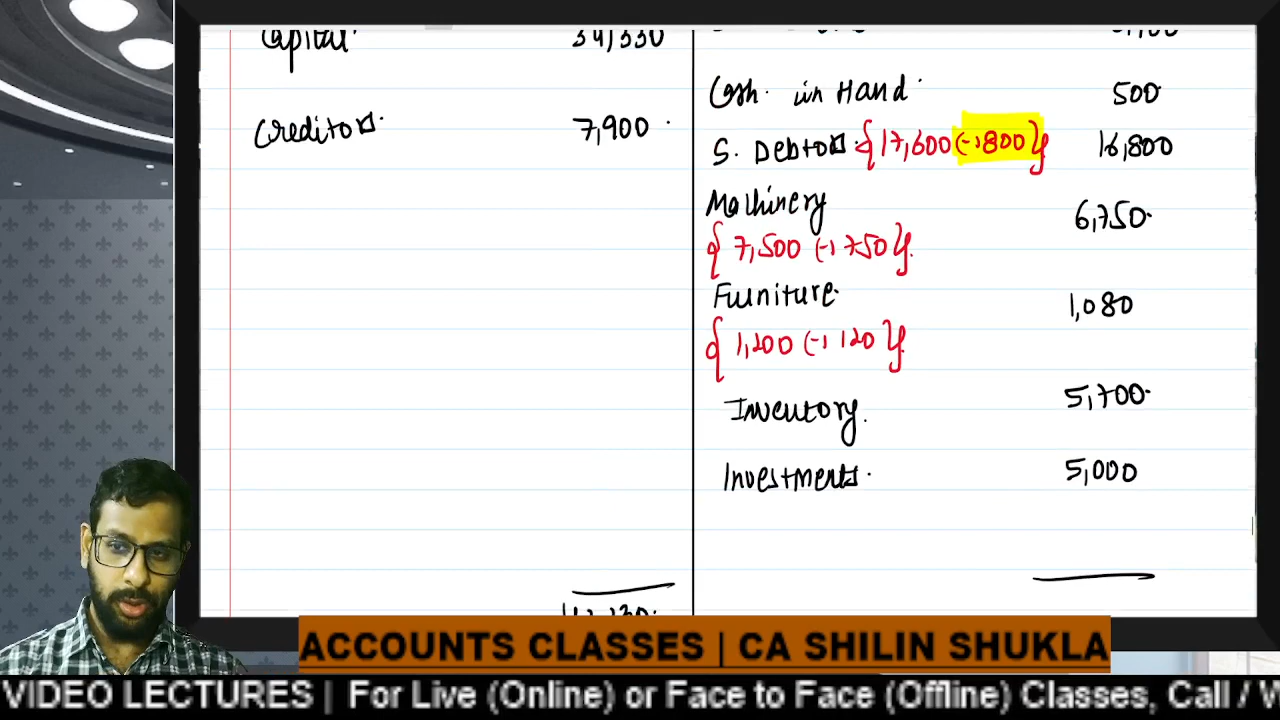 Capital 34,330
Cash in Hand 500
Creditors 7,900
S. Debtors {17,600 (-) 800} 16,800
Machinery 6,750
{7,500 (-) 750}
Furniture 1,080
{1,200 (-) 120}
Inventory 5,700
Investments 5,000
ACCOUNTS CLASSES | CA SHILIN SHUKLA
VIDEO LECTURES | For Live (Online) or Face to Face (Offline) Classes, Call /